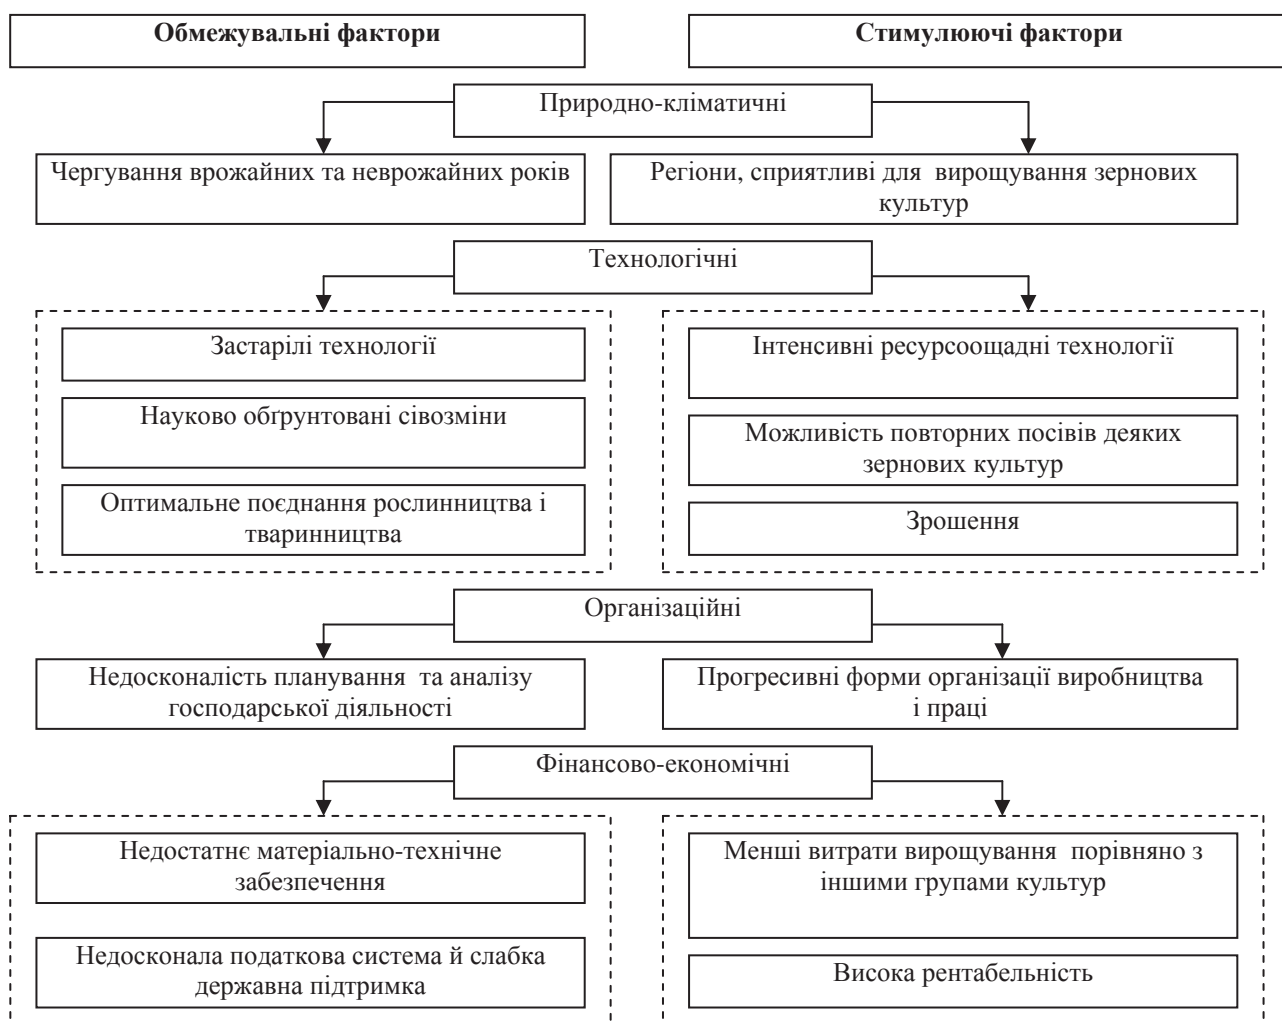 Обмежувальні фактори
Стимулюючі фактори
Природно-кліматичні
Чергування врожайних та неврожайних років
Регіони, сприятливі для вирощування зернових
культур
Технологічні
Застарілі технології
Науково обґрунтовані сівозміни
Оптимальне поєднання рослинництва і
тваринництва
Інтенсивні ресурсоощадні технології
Можливість повторних посівів деяких
зернових культур
Зрошення
Організаційні
Недосконалість планування та аналізу
господарської діяльності
Прогресивні форми організації виробництва
і праці
Фінансово-економічні
Недостатнє матеріально-технічне
забезпечення
Недосконала податкова система й слабка
державна підтримка
Менші витрати вирощування порівняно з
іншими групами культур
Висока рентабельність